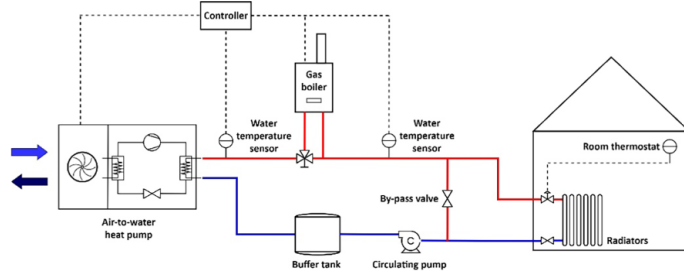 Controller
Gas
boiler
Water
temperature
sensor
Water
temperature
sensor
Room thermostat
By-pass valve
Air-to-water
heat pump
Buffer tank
C
Circulating pump
Radiators